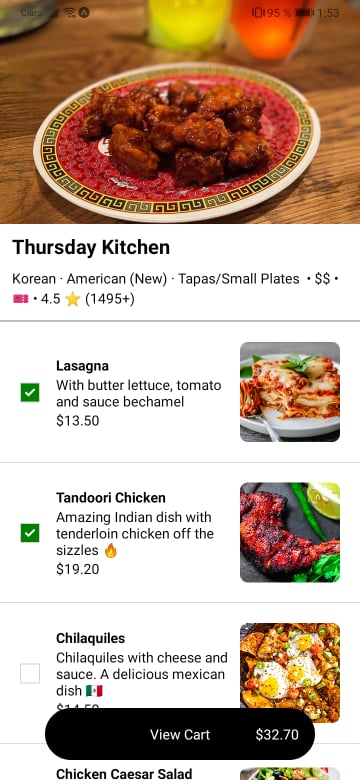 Claro
95 %
1:53
Thursday Kitchen
Korean · American (New) · Tapas/Small Plates • $$ •
🎫 • 4.5 ⭐ (1495+)
Lasagna
With butter lettuce, tomato
and sauce bechamel
$13.50
Tandoori Chicken
Amazing Indian dish with
tenderloin chicken off the
sizzles 🔥
$19.20
Chilaquiles
Chilaquiles with cheese and
sauce. A delicious mexican
dish 🇲🇽
$14.50
View Cart $32.70
Chicken Caesar Salad